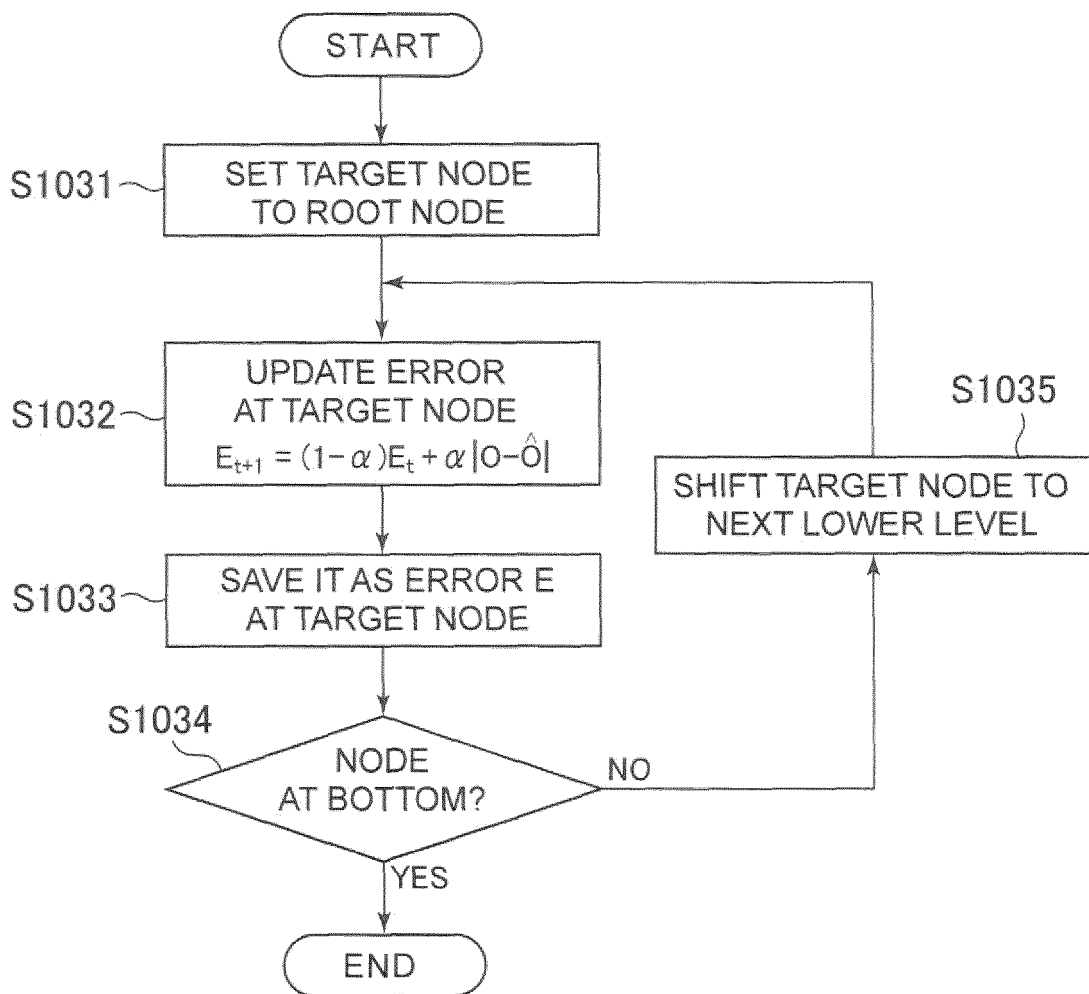 START
S1031
SET TARGET NODE
TO ROOT NODE
S1032
UPDATE ERROR
AT TARGET NODE
E_{t+1} = (1-α)E_t + α|O-Ô|
S1035
SHIFT TARGET NODE TO
NEXT LOWER LEVEL
S1033
SAVE IT AS ERROR E
AT TARGET NODE
S1034
NODE
AT BOTTOM?
NO
YES
END